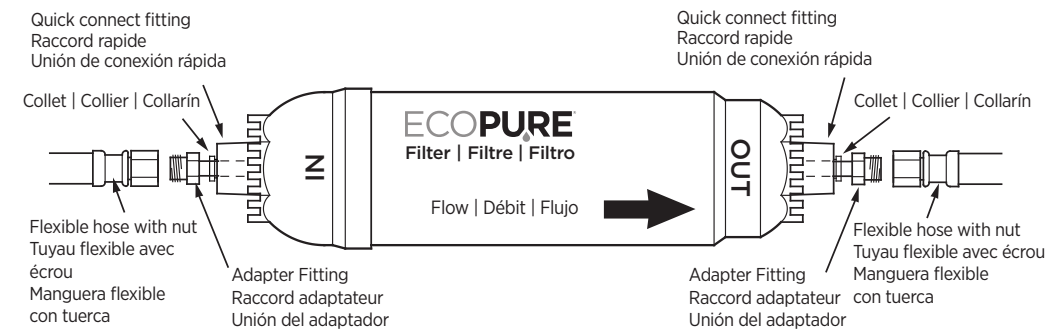 Quick connect fitting
Raccord rapide
Unión de conexión rápida
Collet | Collier | Collarín
Flexible hose with nut
Tuyau flexible avec
écrou
Manguera flexible
con tuerca
Adapter Fitting
Raccord adaptateur
Unión del adaptador
IN
ECOPURE
Filter | Filtre | Filtro
Flow | Débit | Flujo
OUT
Quick connect fitting
Raccord rapide
Unión de conexión rápida
Collet | Collier | Collarín
Adapter Fitting
Raccord adaptateur
Unión del adaptador
Flexible hose with nut
Tuyau flexible avec écrou
Manguera flexible
con tuerca